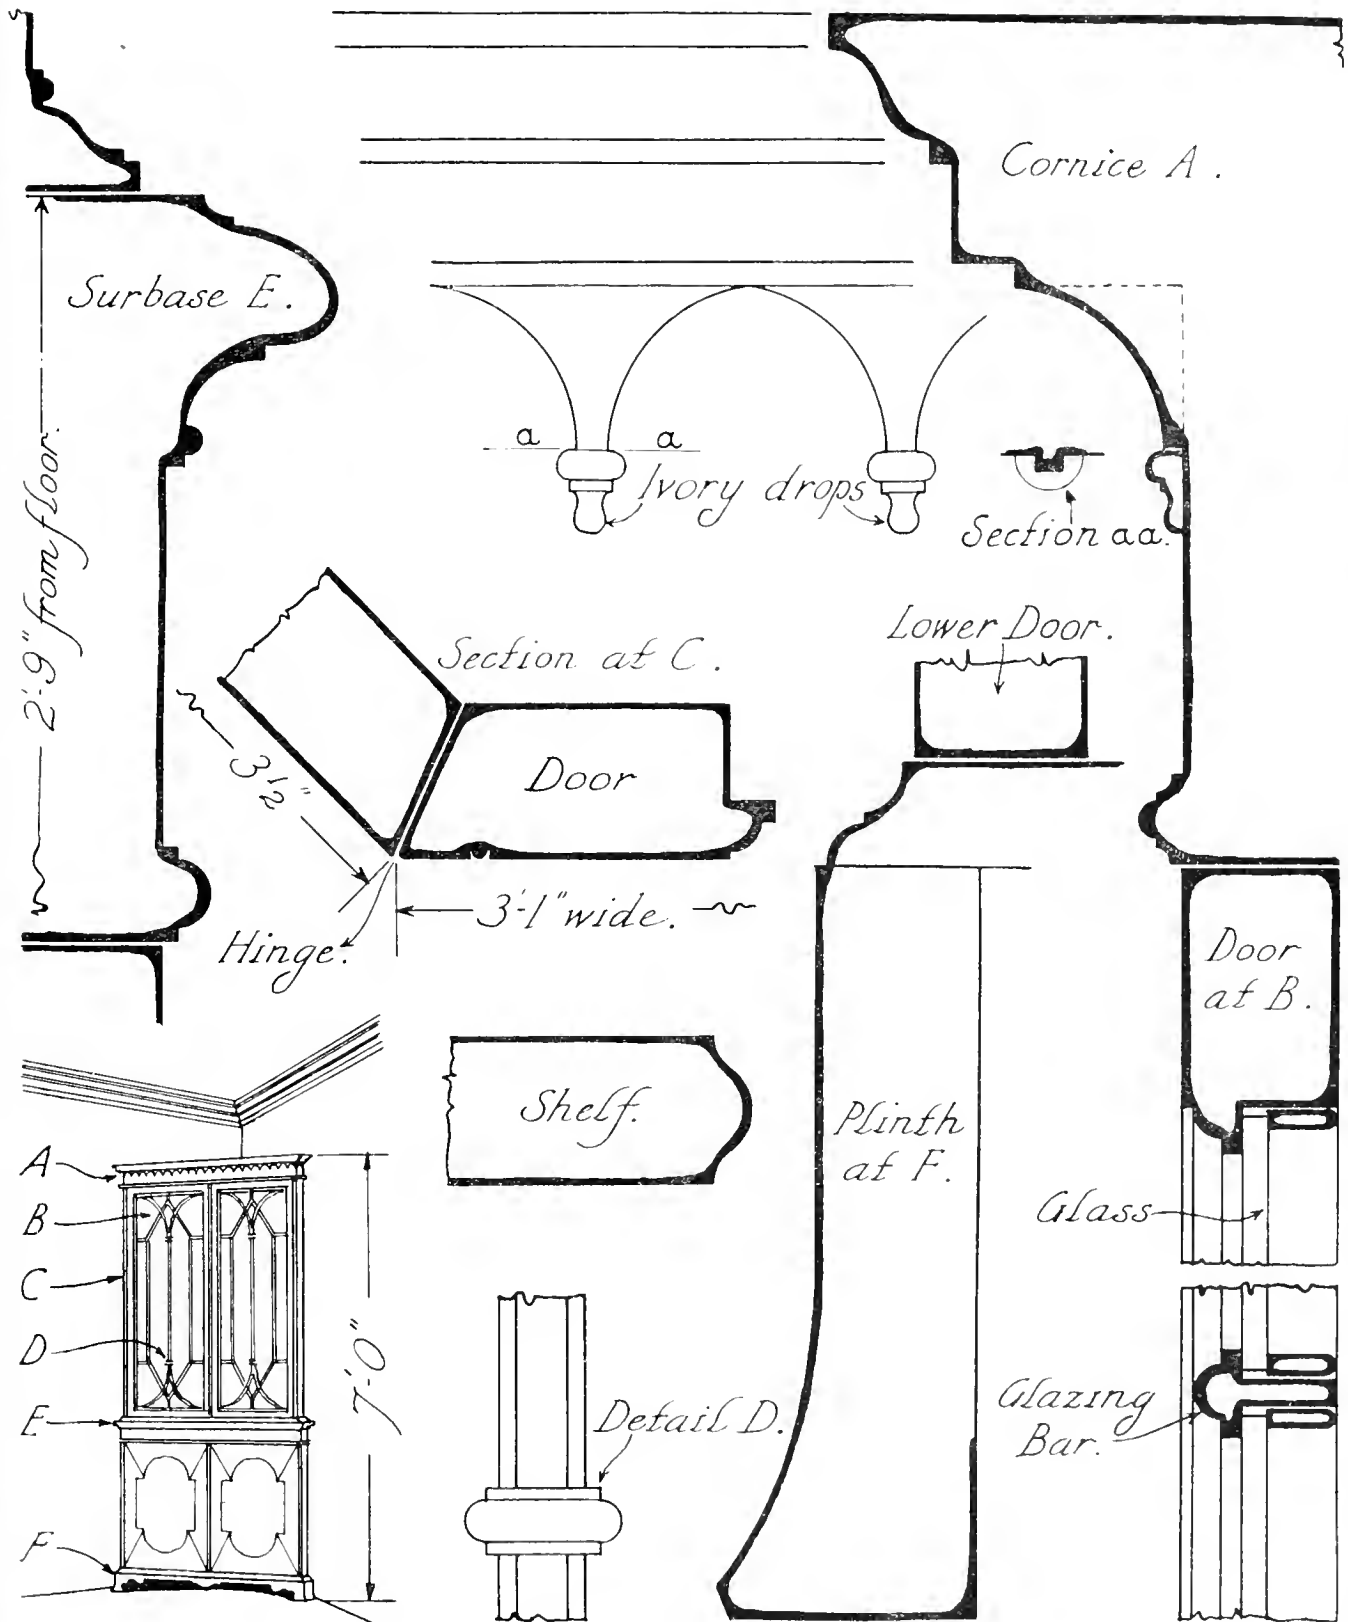 Cornice A.
Surbase E.
2'-9" from floor.
a
a
Ivory drops
Section aa.
Lower Door.
Section at C.
3½"
Door
3'-1" wide.
Hinge.
Door
at B.
Shelf.
Plinth
at F.
Glass
A
B
C
D
E
F
7'-0"
Detail D.
Glazing
Bar.